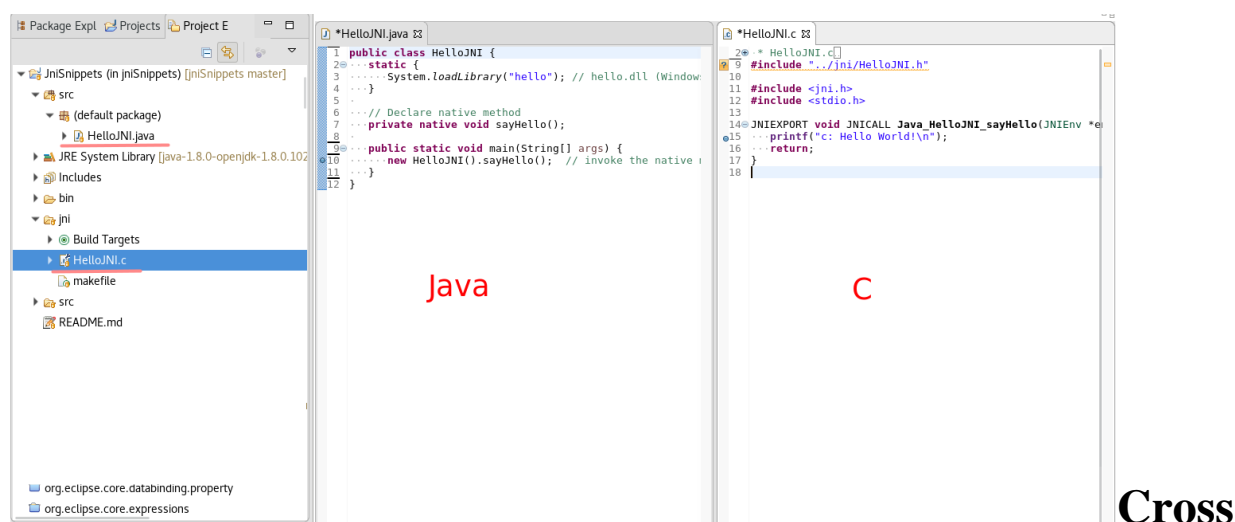 Package Expl Projects Project E
JniSnippets (in jniSnippets) [jniSnippets master]
src
(default package)
HelloJNI.java
JRE System Library [java-1.8.0-openjdk-1.8.0.102
Includes
bin
jni
Build Targets
HelloJNI.c
makefile
src
README.md
org.eclipse.core.databinding.property
org.eclipse.core.expressions
*HelloJNI.java
1 public class HelloJNI {
2 static {
3 System.loadLibrary("hello"); // hello.dll (Window
4 }
5
6 // Declare native method
7 private native void sayHello();
8
9 public static void main(String[] args) {
10 new HelloJNI().sayHello(); // invoke the native
11 }
12 }
Java
*HelloJNI.c
2 * HelloJNI.c
9 #include "../jni/HelloJNI.h"
10
11 #include <jni.h>
12 #include <stdio.h>
13
14 JNIEXPORT void JNICALL Java_HelloJNI_sayHello(JNIEnv *e
15 printf("c: Hello World!\n");
16 return;
17 }
18
C
Cross